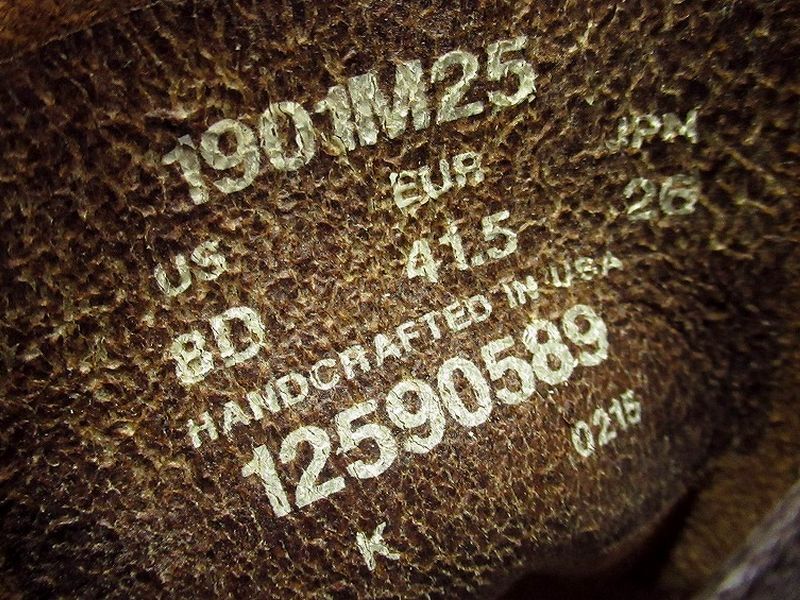 1901M25
US EUR JPN
8D 41.5 26
HANDCRAFTED IN USA
12590589
0215
K